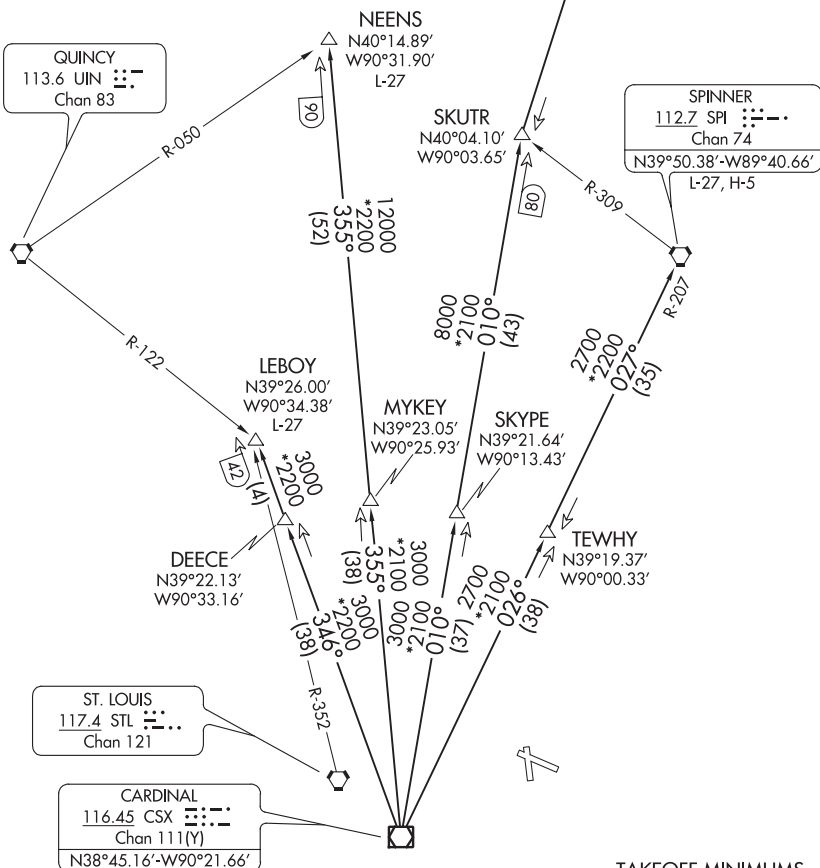 NEENS
N40°14.89'
W90°31.90'
L-27
QUINCY
113.6 UIN
Chan 83
SKUTR
N40°04.10'
W90°03.65'
SPINNER
112.7 SPI
Chan 74
N39°50.38'-W89°40.66'
L-27, H-5
R-050
90
80
R-309
R-207
12000
*2200
355°
(52)
8000
*2100
010°
(43)
2700
*2200
027°
(35)
R-122
LEBOY
N39°26.00'
W90°34.38'
L-27
MYKEY
N39°23.05'
W90°25.93'
SKYPE
N39°21.64'
W90°13.43'
42
(4)
3000
*2200
DEECE
N39°22.13'
W90°33.16'
TEWHY
N39°19.37'
W90°00.33'
3000
*2200
346°
(38)
3000
*2100
355°
(38)
3000
*2100
010°
(37)
2700
*2100
026°
(38)
R-352
ST. LOUIS
117.4 STL
Chan 121
CARDINAL
116.45 CSX
Chan 111(Y)
N38°45.16'-W90°21.66'
TAKEOFF MINIMUMS